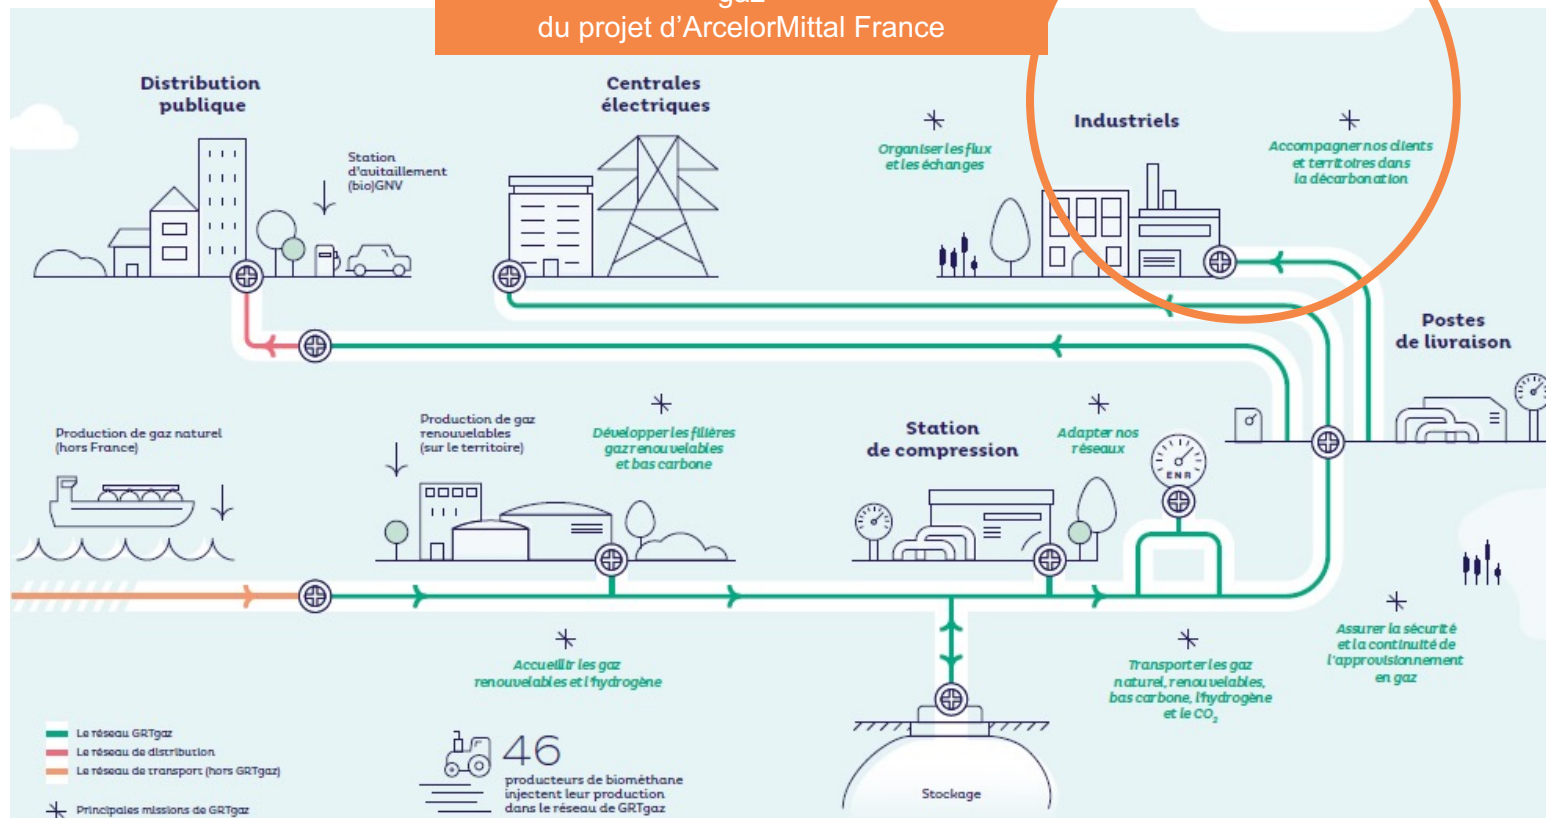 gaz
du projet d’ArcelorMittal France
Distribution
publique
Centrales
électriques
Industriels
Organiser les flux
et les échanges
Accompagner nos clients
et territoires dans
la décarbonation
Station
d'avitaillement
(bio)GNV
Postes
de livraison
Production de gaz naturel
(hors France)
Production de gaz
renouvelables
(sur le territoire)
Développer les filières
gaz renouvelables
et bas carbone
Station
de compression
Adapter nos
réseaux
ENR
Accueillir les gaz
renouvelables et l'hydrogène
Transporter les gaz
naturel, renouvelables,
bas carbone, l'hydrogène
et le CO₂
Assurer la sécurité
et la continuité de
l'approvisionnement
en gaz
Le réseau GRTgaz
Le réseau de distribution
Le réseau de transport (hors GRTgaz)
Principales missions de GRTgaz
46
producteurs de biométhane
injectent leur production
dans le réseau de GRTgaz
Stockage